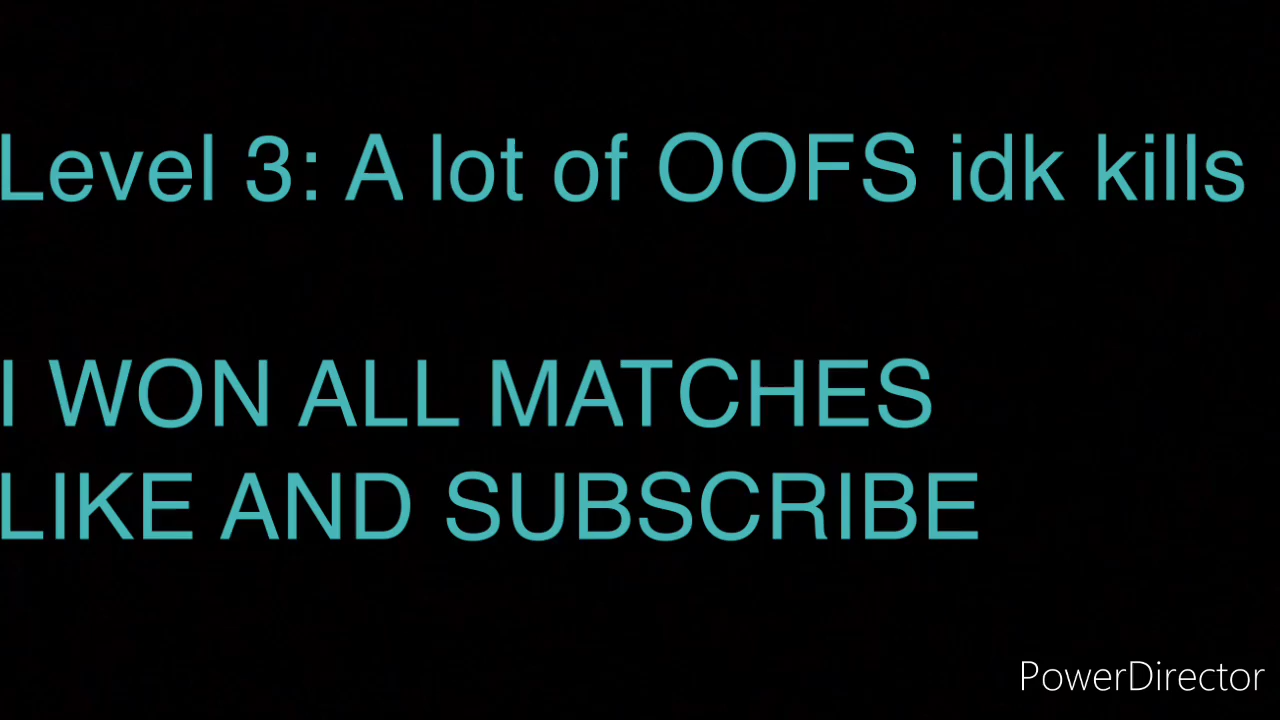 Level 3: A lot of OOFS idk kills
I WON ALL MATCHES
LIKE AND SUBSCRIBE
PowerDirector